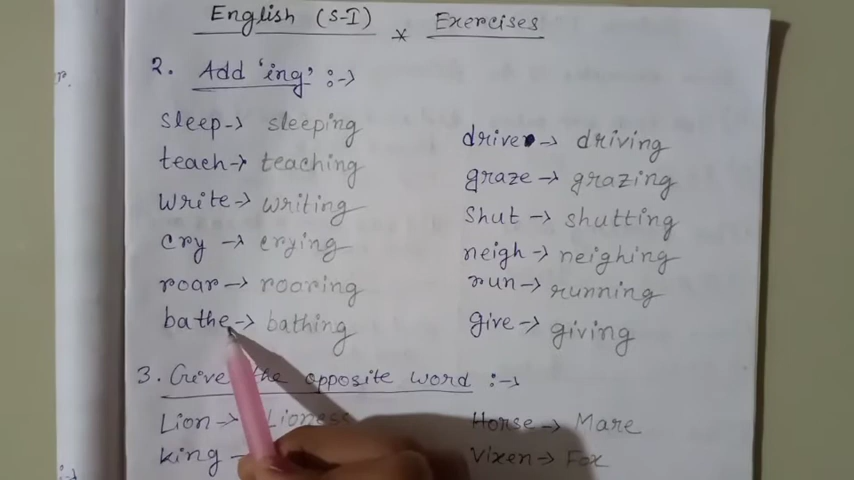 English (S-I) * Exercises
2. Add 'ing' :->
sleep -> sleeping
teach -> teaching
write -> writing
cry -> crying
roar -> roaring
bathe -> bathing
drive -> driving
graze -> grazing
shut -> shutting
neigh -> neighing
run -> running
give -> giving
3. Give the opposite word :->
Lion -> Lioness
king ->
Horse -> Mare
Vixen -> Fox